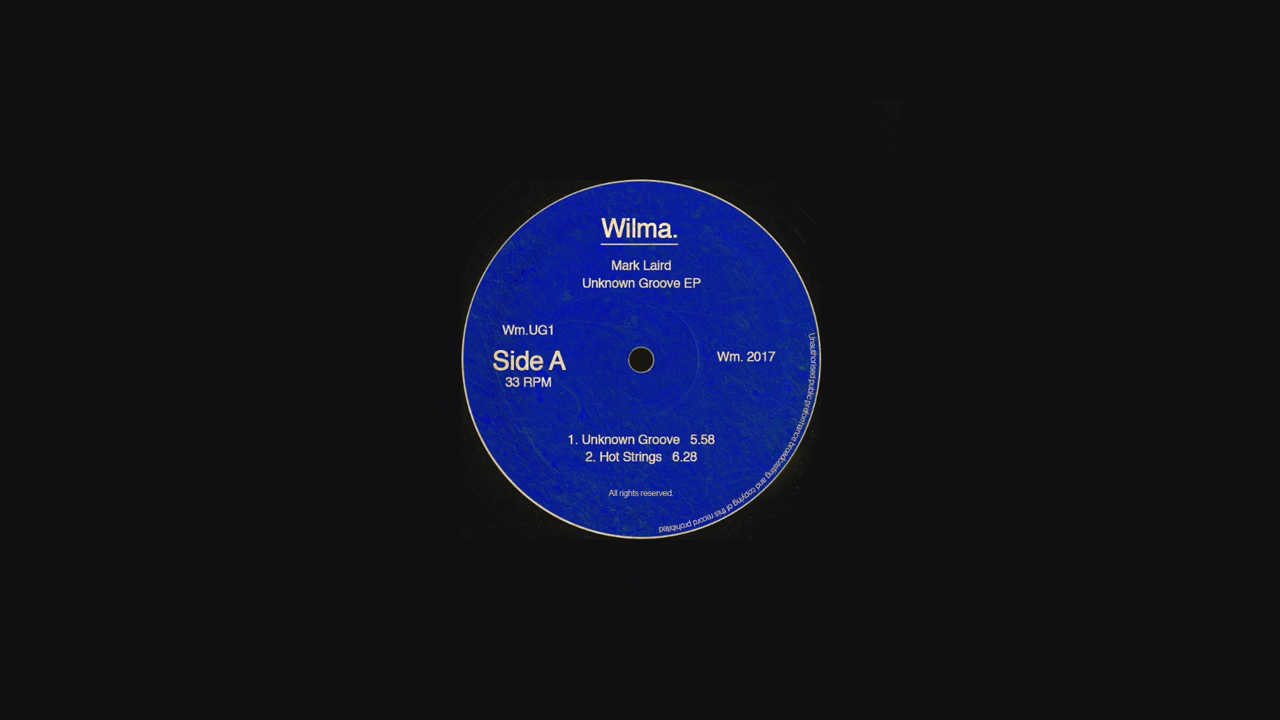 Wilma.
Mark Laird
Unknown Groove EP
Wm.UG1
Side A
33 RPM
Wm. 2017
1. Unknown Groove 5.58
2. Hot Strings 6.28
All rights reserved.
Unauthorised public preformance broadcasting and copying of this record prohibited